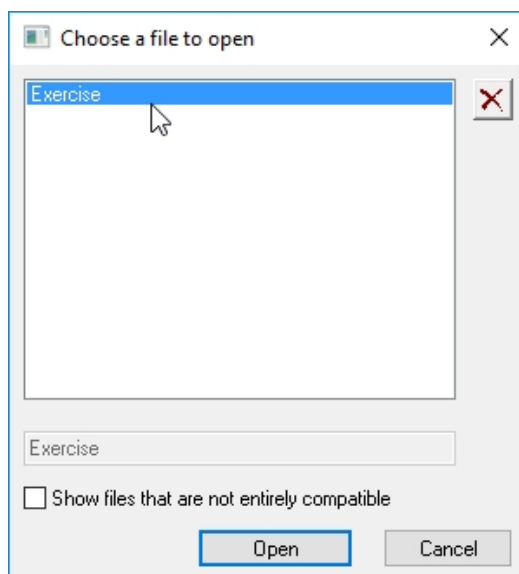 Choose a file to open
Exercise
Exercise
Show files that are not entirely compatible
Open Cancel